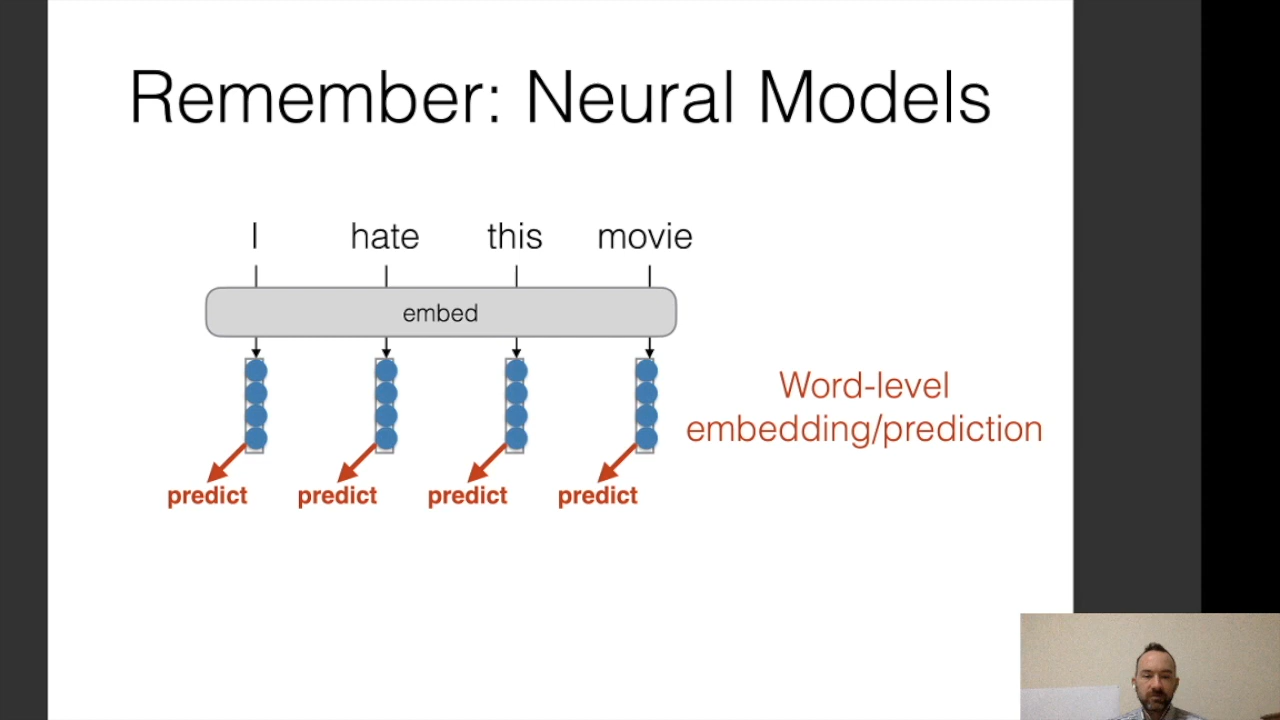 Remember: Neural Models
I hate this movie
embed
Word-level
embedding/prediction
predict predict predict predict